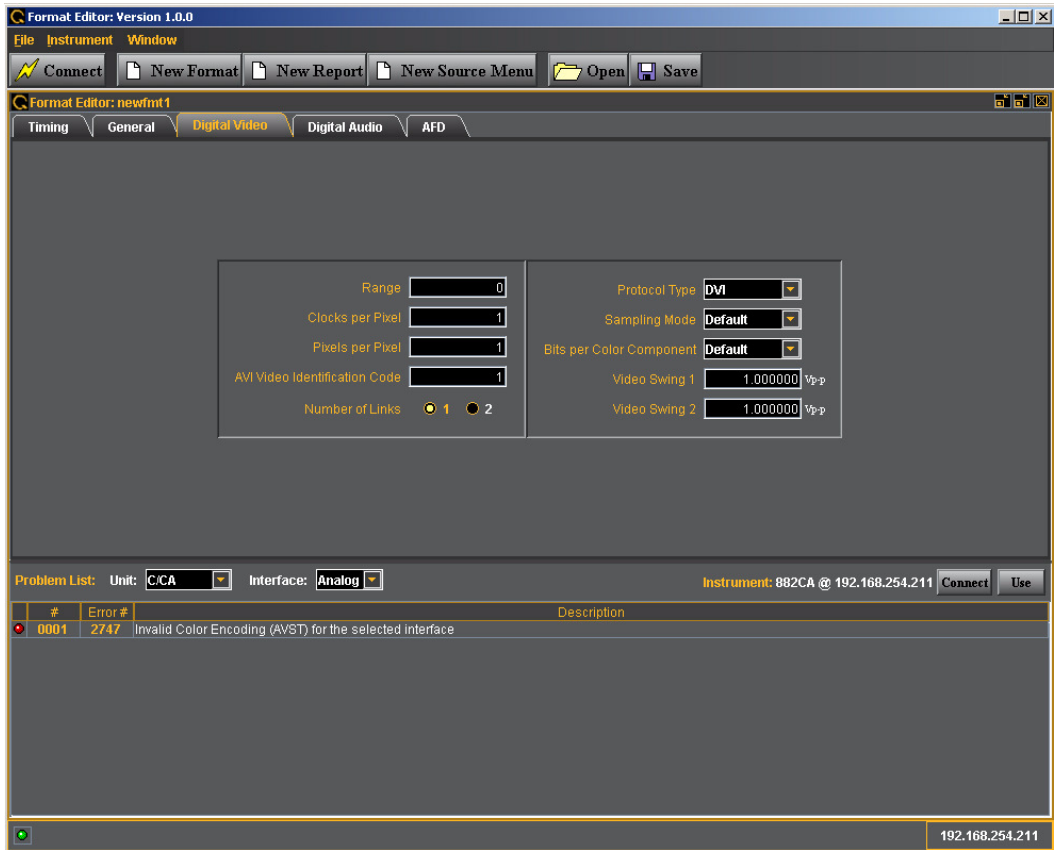 Format Editor: Version 1.0.0
File Instrument Window
Connect New Format New Report New Source Menu Open Save
Format Editor: newfmt1
Timing General Digital Video Digital Audio AFD
Range 0
Clocks per Pixel 1
Pixels per Pixel 1
AVI Video Identification Code 1
Number of Links 1 2
Protocol Type DVI
Sampling Mode Default
Bits per Color Component Default
Video Swing 1 1.000000 Vp-p
Video Swing 2 1.000000 Vp-p
Problem List: Unit: C/CA Interface: Analog Instrument: 882CA @ 192.168.254.211 Connect Use
# Error # Description
0001 2747 Invalid Color Encoding (AVST) for the selected interface
192.168.254.211